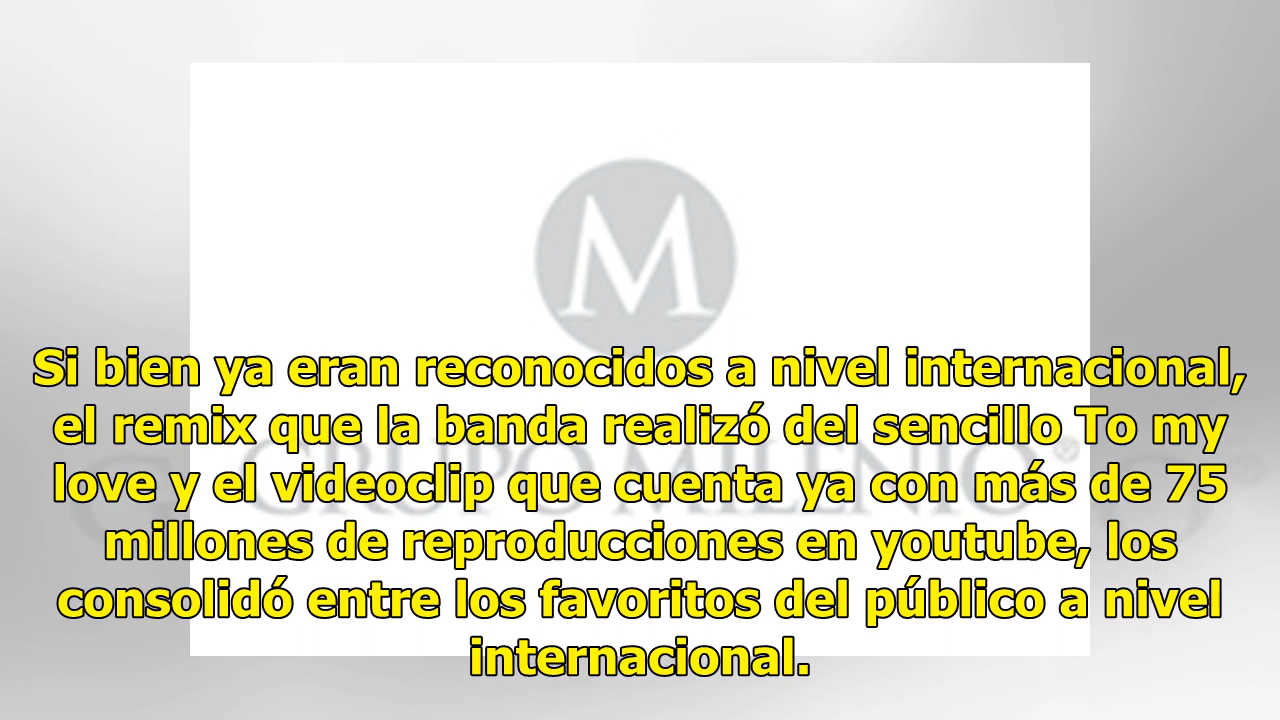 M
Si bien ya eran reconocidos a nivel internacional,
el remix que la banda realizó del sencillo To my
GRUPO MILENIO®
love y el videoclip que cuenta ya con más de 75
millones de reproducciones en youtube, los
consolidó entre los favoritos del público a nivel
internacional.